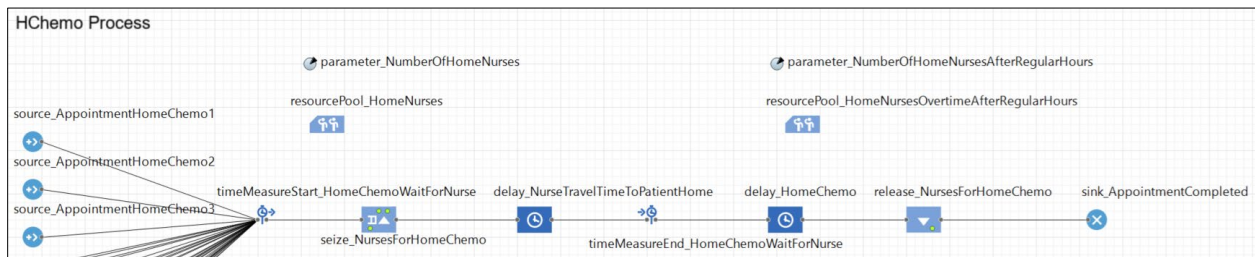 HChemo Process
parameter_NumberOfHomeNurses
parameter_NumberOfHomeNursesAfterRegularHours
resourcePool_HomeNurses
resourcePool_HomeNursesOvertimeAfterRegularHours
source_AppointmentHomeChemo1
source_AppointmentHomeChemo2
source_AppointmentHomeChemo3
timeMeasureStart_HomeChemoWaitForNurse
delay_NurseTravelTimeToPatientHome
delay_HomeChemo
release_NursesForHomeChemo
sink_AppointmentCompleted
seize_NursesForHomeChemo
timeMeasureEnd_HomeChemoWaitForNurse